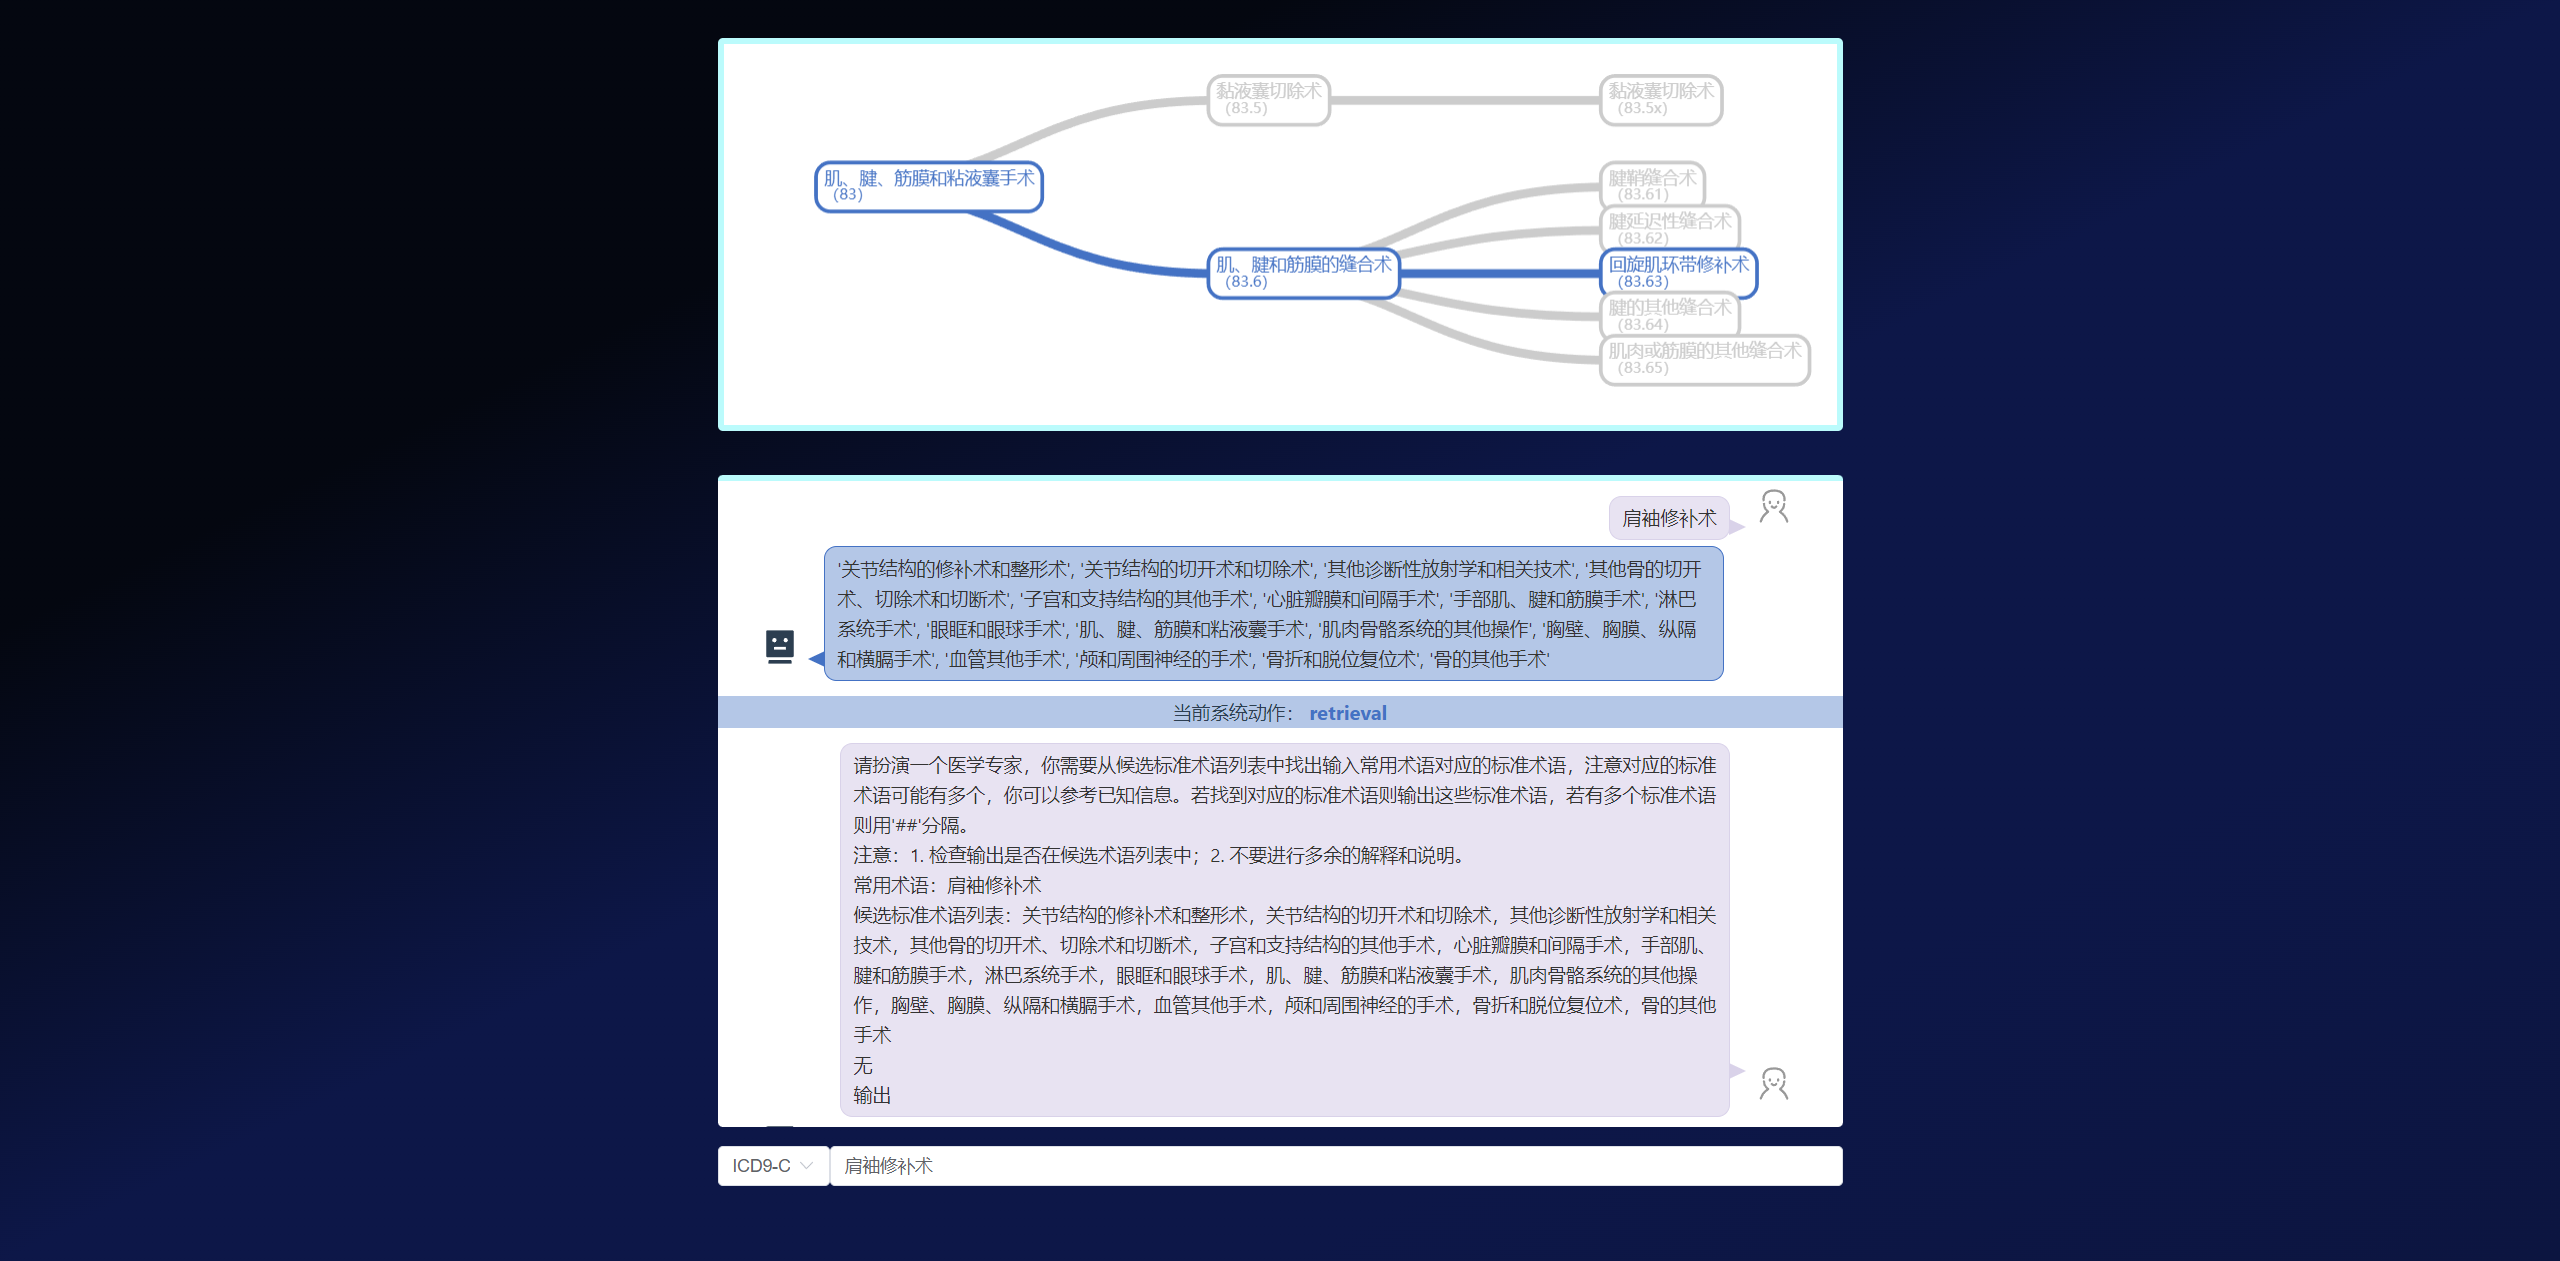 黏液囊切除术
（83.5）
黏液囊切除术
（83.5x）
肌、腱、筋膜和粘液囊手术
（83）
腱鞘缝合术
（83.61）
腱延迟性缝合术
（83.62）
肌、腱和筋膜的缝合术
（83.6）
回旋肌环带修补术
（83.63）
腱的其他缝合术
（83.64）
肌肉或筋膜的其他缝合术
（83.65）
肩袖修补术
'关节结构的修补术和整形术', '关节结构的切开术和切除术', '其他诊断性放射学和相关技术', '其他骨的切开
术、切除术和切断术', '子宫和支持结构的其他手术', '心脏瓣膜和间隔手术', '手部肌、腱和筋膜手术', '淋巴
系统手术', '眼眶和眼球手术', '肌、腱、筋膜和粘液囊手术', '肌肉骨骼系统的其他操作', '胸壁、胸膜、纵隔
和横膈手术', '血管其他手术', '颅和周围神经的手术', '骨折和脱位复位术', '骨的其他手术'
当前系统动作： retrieval
请扮演一个医学专家，你需要从候选标准术语列表中找出输入常用术语对应的标准术语，注意对应的标准
术语可能有多个，你可以参考已知信息。若找到对应的标准术语则输出这些标准术语，若有多个标准术语
则用'##'分隔。
注意：1. 检查输出是否在候选术语列表中；2. 不要进行多余的解释和说明。
常用术语：肩袖修补术
候选标准术语列表：关节结构的修补术和整形术，关节结构的切开术和切除术，其他诊断性放射学和相关
技术，其他骨的切开术、切除术和切断术，子宫和支持结构的其他手术，心脏瓣膜和间隔手术，手部肌、
腱和筋膜手术，淋巴系统手术，眼眶和眼球手术，肌、腱、筋膜和粘液囊手术，肌肉骨骼系统的其他操
作，胸壁、胸膜、纵隔和横膈手术，血管其他手术，颅和周围神经的手术，骨折和脱位复位术，骨的其他
手术
无
输出
ICD9-C
肩袖修补术